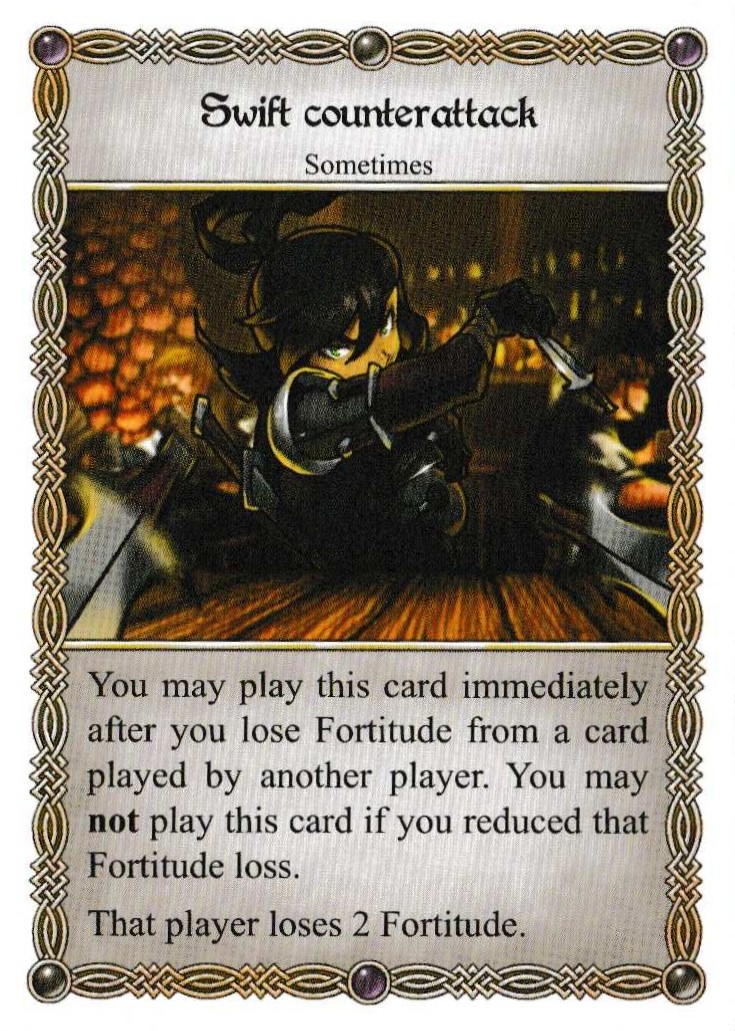 Swift counterattack
Sometimes
You may play this card immediately
after you lose Fortitude from a card
played by another player. You may
not play this card if you reduced that
Fortitude loss.
That player loses 2 Fortitude.